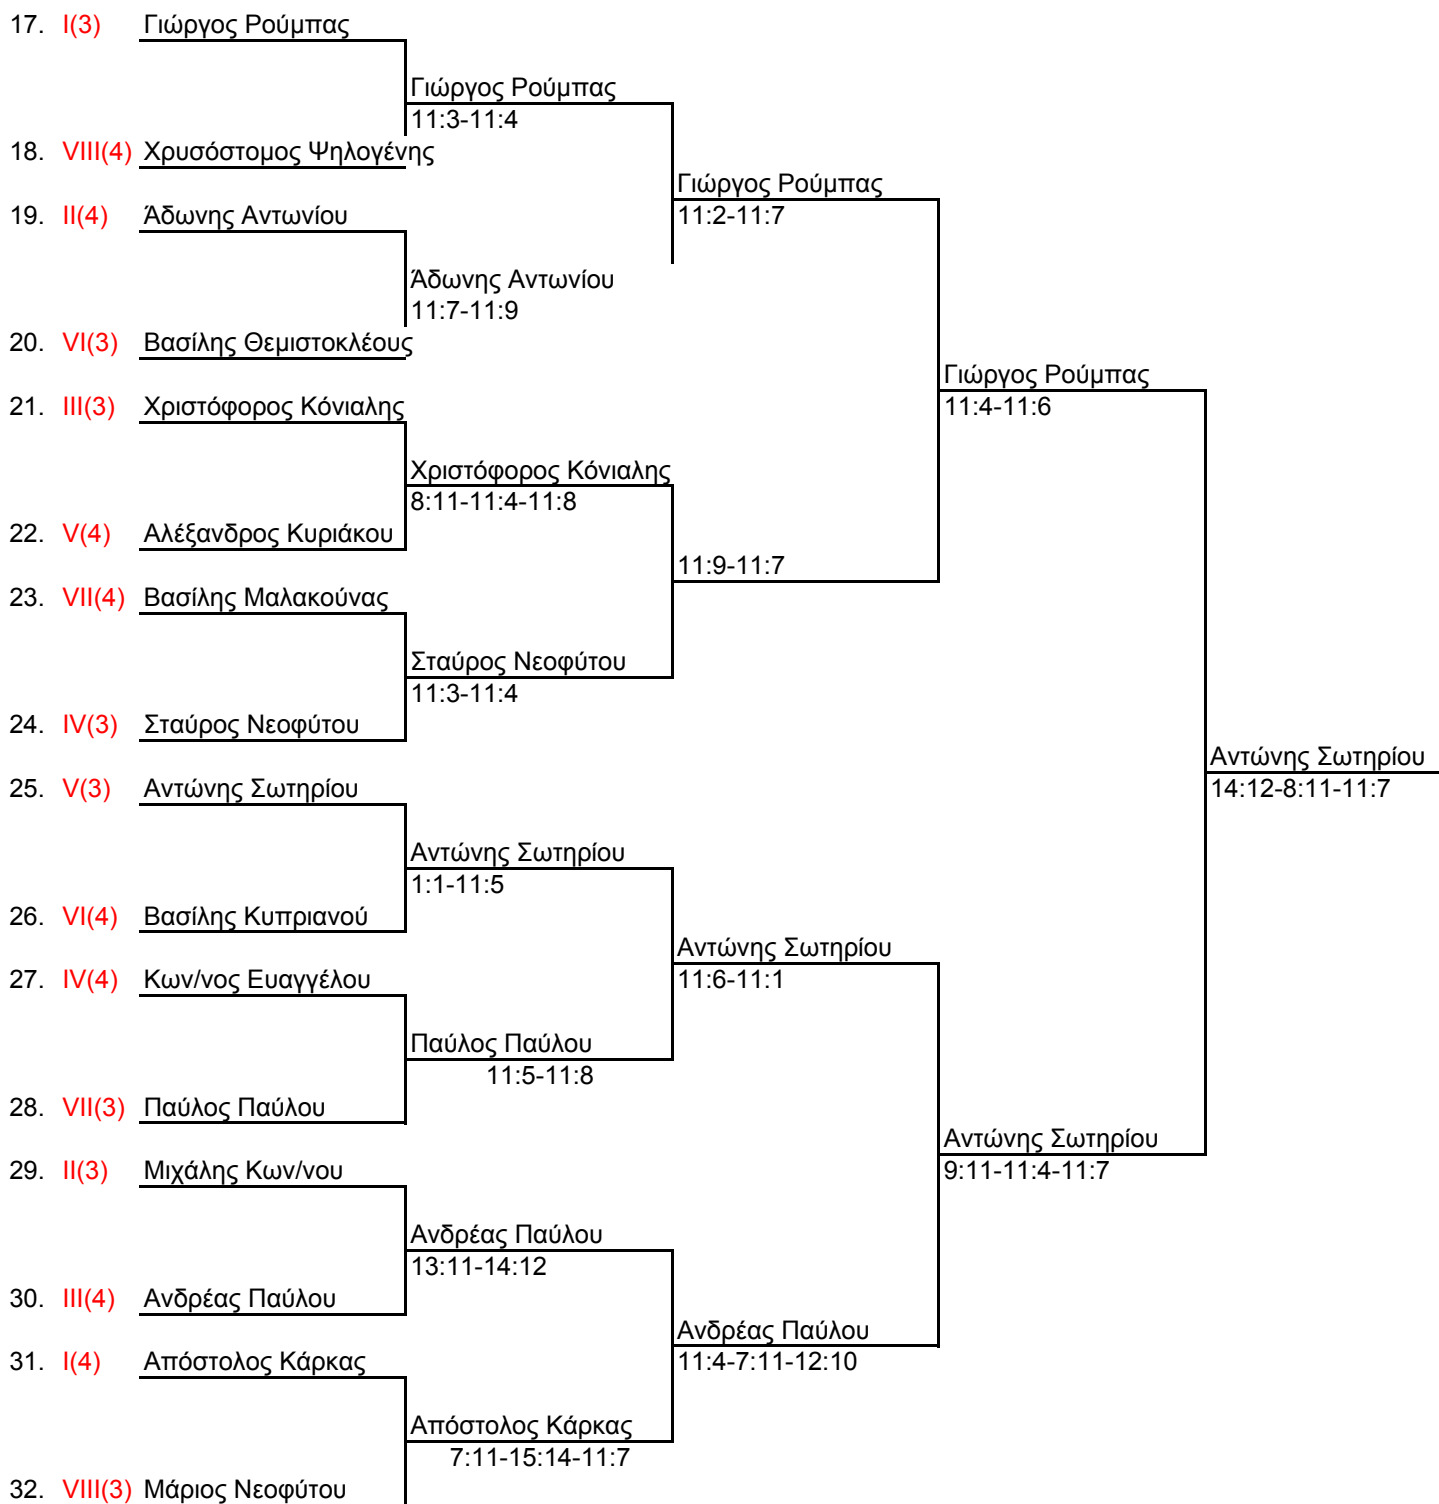 17. I(3) Γιώργος Ρούμπας
Γιώργος Ρούμπας
11:3-11:4
18. VIII(4) Χρυσόστομος Ψηλογένης
Γιώργος Ρούμπας
11:2-11:7
19. II(4) Άδωνης Αντωνίου
Άδωνης Αντωνίου
11:7-11:9
20. VI(3) Βασίλης Θεμιστοκλέους
Γιώργος Ρούμπας
11:4-11:6
21. III(3) Χριστόφορος Κόνιαλης
Χριστόφορος Κόνιαλης
8:11-11:4-11:8
22. V(4) Αλέξανδρος Κυριάκου
11:9-11:7
23. VII(4) Βασίλης Μαλακούνας
Σταύρος Νεοφύτου
11:3-11:4
24. IV(3) Σταύρος Νεοφύτου
Αντώνης Σωτηρίου
14:12-8:11-11:7
25. V(3) Αντώνης Σωτηρίου
Αντώνης Σωτηρίου
1:1-11:5
26. VI(4) Βασίλης Κυπριανού
Αντώνης Σωτηρίου
11:6-11:1
27. IV(4) Κων/νος Ευαγγέλου
Παύλος Παύλου
11:5-11:8
28. VII(3) Παύλος Παύλου
Αντώνης Σωτηρίου
9:11-11:4-11:7
29. II(3) Μιχάλης Κων/νου
Ανδρέας Παύλου
13:11-14:12
30. III(4) Ανδρέας Παύλου
Ανδρέας Παύλου
11:4-7:11-12:10
31. I(4) Απόστολος Κάρκας
Απόστολος Κάρκας
7:11-15:14-11:7
32. VIII(3) Μάριος Νεοφύτου